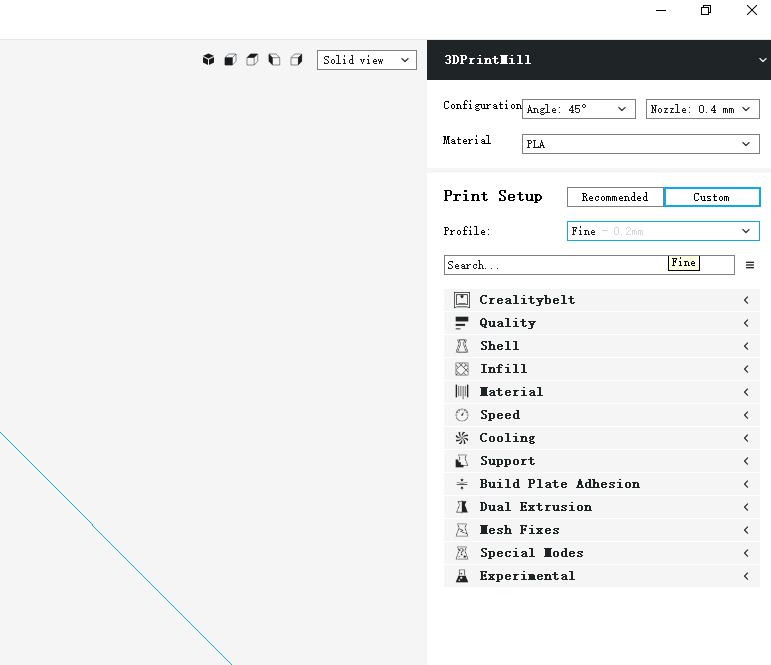 Solid view
3DPrintMill
Configuration Angle: 45° Nozzle: 0.4 mm
Material PLA
Print Setup Recommended Custom
Profile: Fine - 0.2mm
Search...
Fine
Crealitybelt
Quality
Shell
Infill
Material
Speed
Cooling
Support
Build Plate Adhesion
Dual Extrusion
Mesh Fixes
Special Modes
Experimental